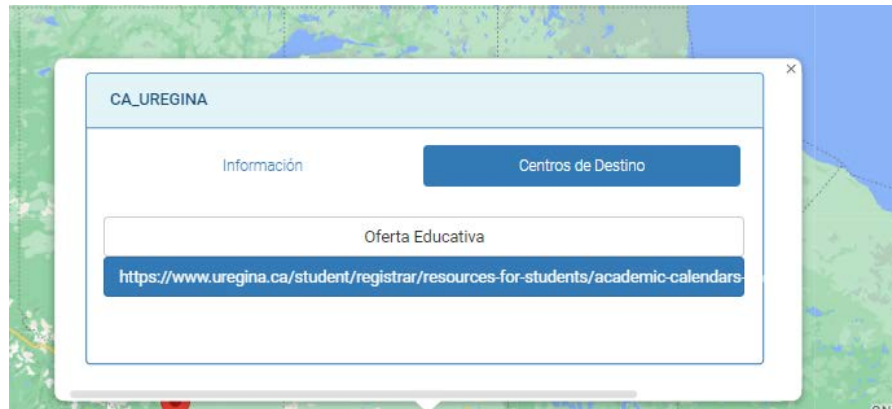 CA_UREGINA
Información
Centros de Destino
Oferta Educativa
https://www.uregina.ca/student/registrar/resources-for-students/academic-calendars-